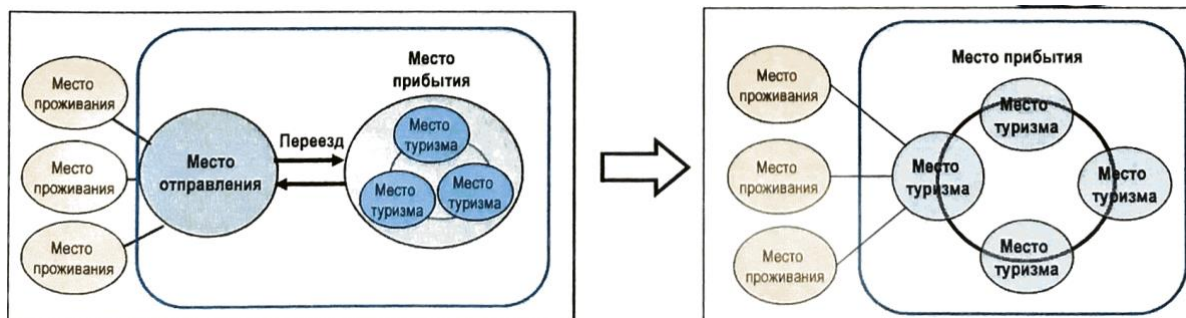 Место
проживания
Место
проживания
Место
проживания
Место
отправления
Переезд
Место
прибытия
Место
туризма
Место
туризма
Место
туризма
Место
проживания
Место
проживания
Место
проживания
Место прибытия
Место
туризма
Место
туризма
Место
туризма
Место
туризма